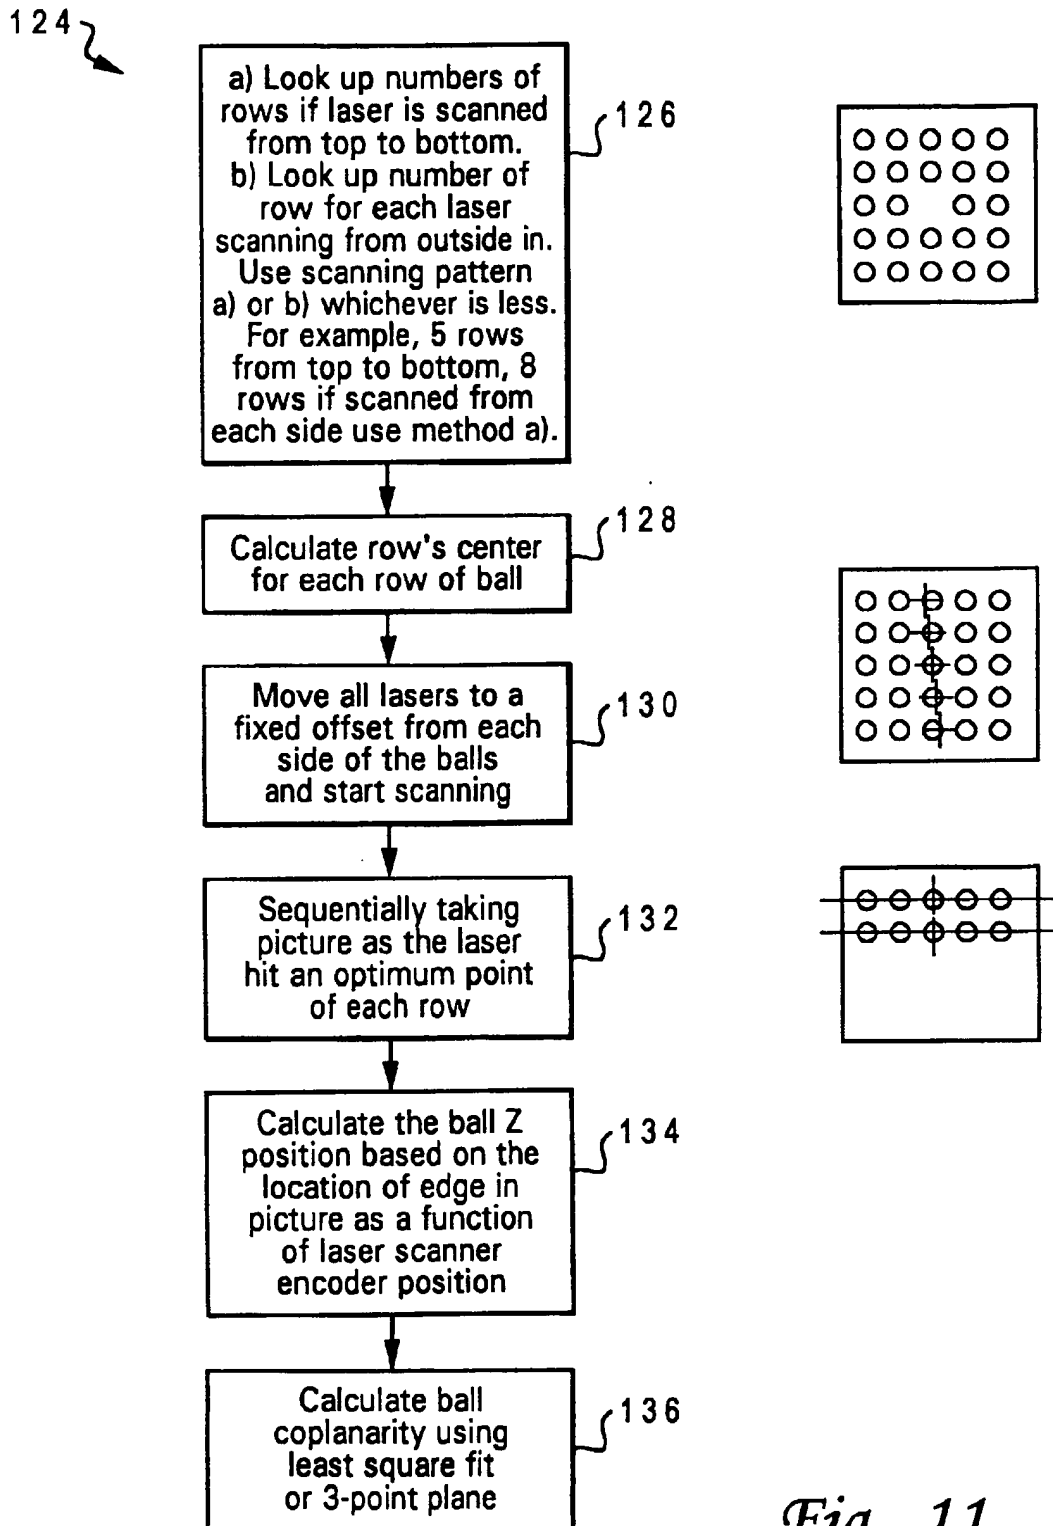 124
a) Look up numbers of
rows if laser is scanned
from top to bottom.
b) Look up number of
row for each laser
scanning from outside in.
Use scanning pattern
a) or b) whichever is less.
For example, 5 rows
from top to bottom, 8
rows if scanned from
each side use method a).
126
Calculate row's center
for each row of ball
128
Move all lasers to a
fixed offset from each
side of the balls
and start scanning
130
Sequentially taking
picture as the laser
hit an optimum point
of each row
132
Calculate the ball Z
position based on the
location of edge in
picture as a function
of laser scanner
encoder position
134
Calculate ball
coplanarity using
least square fit
or 3-point plane
136
Fig. 11